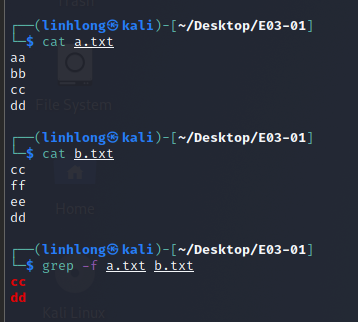 Trash
┌──(linhlong㉿kali)-[~/Desktop/E03-01]
└─$ cat a.txt
aa
bb
cc
dd
File System
┌──(linhlong㉿kali)-[~/Desktop/E03-01]
└─$ cat b.txt
cc
ff
ee
dd
Home
┌──(linhlong㉿kali)-[~/Desktop/E03-01]
└─$ grep -f a.txt b.txt
cc
dd
Kali Linux